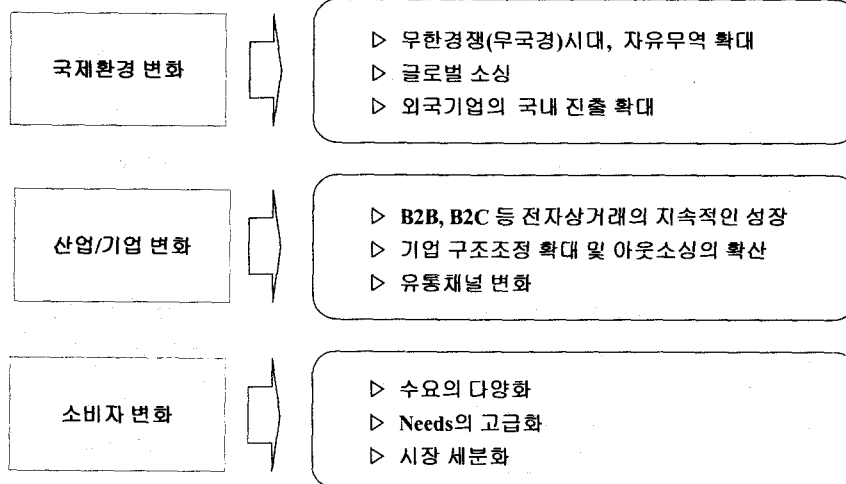 국제환경 변화
▷ 무한경쟁(무국경)시대, 자유무역 확대
▷ 글로벌 소싱
▷ 외국기업의 국내 진출 확대
산업/기업 변화
▷ B2B, B2C 등 전자상거래의 지속적인 성장
▷ 기업 구조조정 확대 및 아웃소싱의 확산
▷ 유통채널 변화
소비자 변화
▷ 수요의 다양화
▷ Needs의 고급화
▷ 시장 세분화